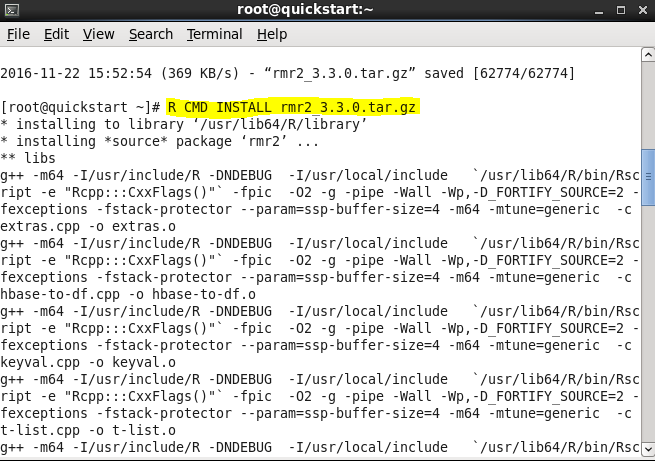 root@quickstart:~
File Edit View Search Terminal Help
2016-11-22 15:52:54 (369 KB/s) - “rmr2_3.3.0.tar.gz” saved [62774/62774]
[root@quickstart ~]# R CMD INSTALL rmr2_3.3.0.tar.gz
* installing to library ‘/usr/lib64/R/library’
* installing *source* package ‘rmr2’ ...
** libs
g++ -m64 -I/usr/include/R -DNDEBUG  -I/usr/local/include   `/usr/lib64/R/bin/Rsc
ript -e "Rcpp:::CxxFlags()"` -fpic  -O2 -g -pipe -Wall -Wp,-D_FORTIFY_SOURCE=2 -
fexceptions -fstack-protector --param=ssp-buffer-size=4 -m64 -mtune=generic  -c
extras.cpp -o extras.o
g++ -m64 -I/usr/include/R -DNDEBUG  -I/usr/local/include   `/usr/lib64/R/bin/Rsc
ript -e "Rcpp:::CxxFlags()"` -fpic  -O2 -g -pipe -Wall -Wp,-D_FORTIFY_SOURCE=2 -
fexceptions -fstack-protector --param=ssp-buffer-size=4 -m64 -mtune=generic  -c
hbase-to-df.cpp -o hbase-to-df.o
g++ -m64 -I/usr/include/R -DNDEBUG  -I/usr/local/include   `/usr/lib64/R/bin/Rsc
ript -e "Rcpp:::CxxFlags()"` -fpic  -O2 -g -pipe -Wall -Wp,-D_FORTIFY_SOURCE=2 -
fexceptions -fstack-protector --param=ssp-buffer-size=4 -m64 -mtune=generic  -c
keyval.cpp -o keyval.o
g++ -m64 -I/usr/include/R -DNDEBUG  -I/usr/local/include   `/usr/lib64/R/bin/Rsc
ript -e "Rcpp:::CxxFlags()"` -fpic  -O2 -g -pipe -Wall -Wp,-D_FORTIFY_SOURCE=2 -
fexceptions -fstack-protector --param=ssp-buffer-size=4 -m64 -mtune=generic  -c
t-list.cpp -o t-list.o
g++ -m64 -I/usr/include/R -DNDEBUG  -I/usr/local/include   `/usr/lib64/R/bin/Rsc